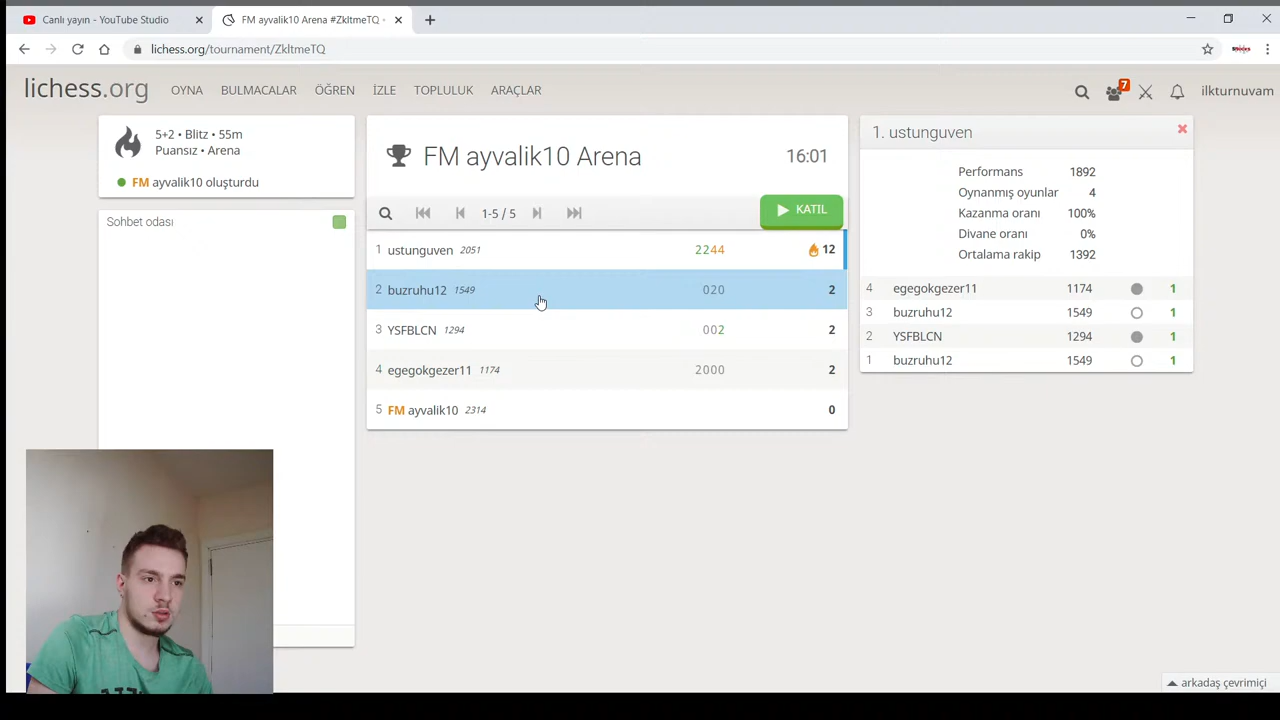 Canlı yayın - YouTube Studio
FM ayvalik10 Arena #ZkItmeTQ -
lichess.org/tournament/ZkItmeTQ
lichess.org
OYNA
BULMACALAR
ÖĞREN
İZLE
TOPLULUK
ARAÇLAR
7
ilkturnuvam
5+2 • Blitz • 55m
Puansız • Arena
FM ayvalik10 oluşturdu
Sohbet odası
FM ayvalik10 Arena
16:01
1-5 / 5
KATIL
1 ustunguven 2051 2244 12
2 buzruhu12 1549 020 2
3 YSFBLCN 1294 002 2
4 egegokgezer11 1174 2000 2
5 FM ayvalik10 2314 0
1. ustunguven
Performans 1892
Oynanmış oyunlar 4
Kazanma oranı 100%
Divane oranı 0%
Ortalama rakip 1392
4 egegokgezer11 1174 1
3 buzruhu12 1549 1
2 YSFBLCN 1294 1
1 buzruhu12 1549 1
arkadaş çevrimiçi